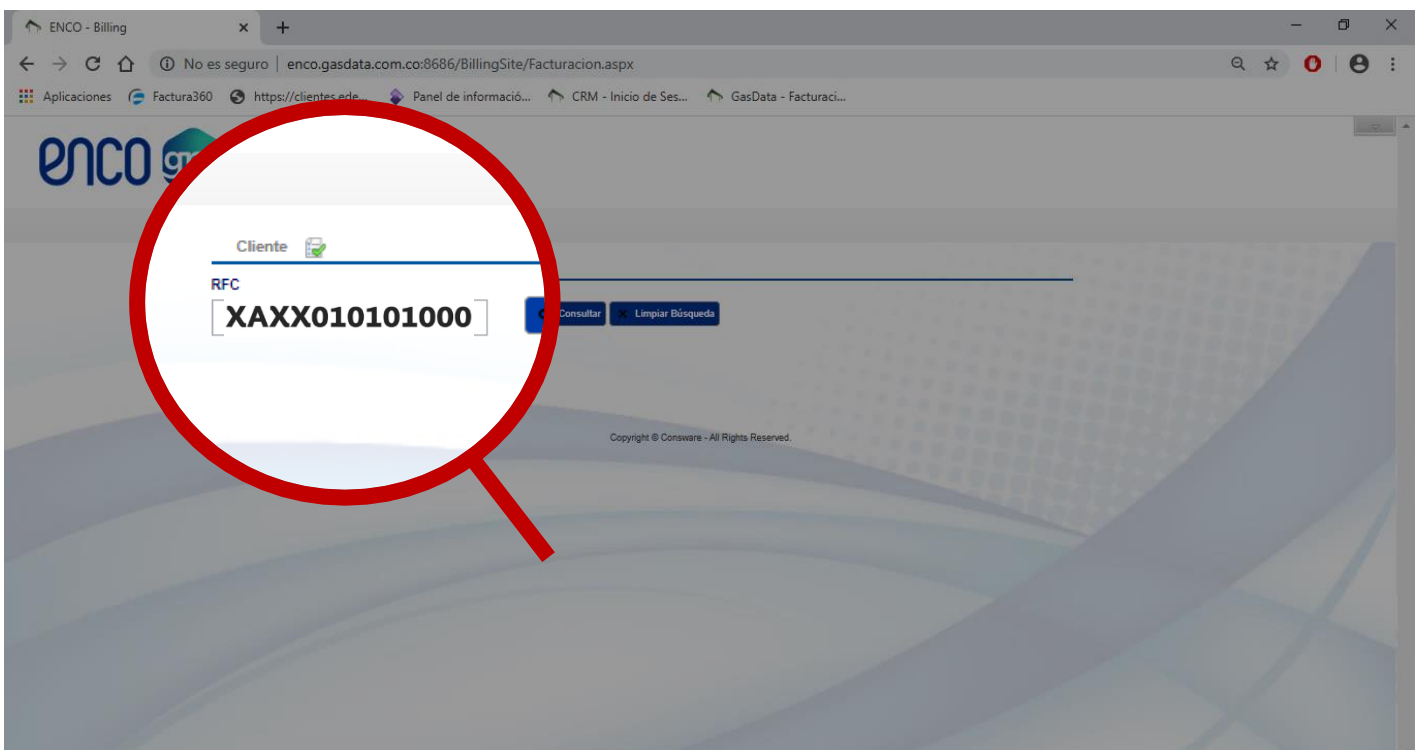 ENCO - Billing
No es seguro | enco.gasdata.com.co:8686/BillingSite/Facturacion.aspx
Aplicaciones Factura360 https://clientes.ede... Panel de informació... CRM - Inicio de Ses... GasData - Facturaci...
enco
Cliente
RFC
XAXX010101000 Consultar Limpiar Búsqueda
Copyright © Consware - All Rights Reserved.